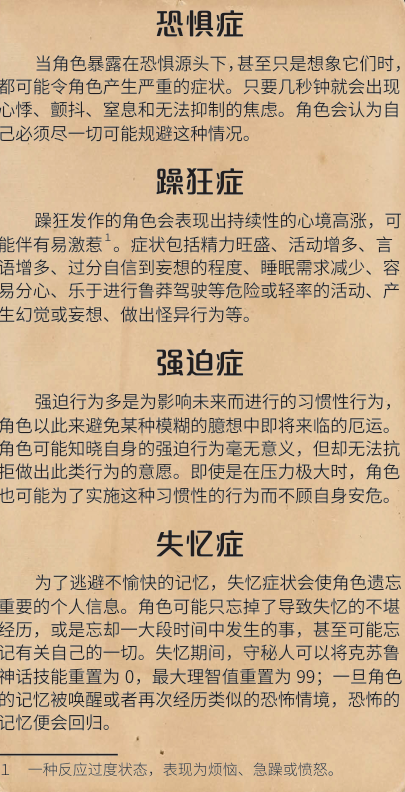 恐惧症
当角色暴露在恐惧源头下，甚至只是想象它们时，
都可能令角色产生严重的症状。只要几秒钟就会出现
心悸、颤抖、窒息和无法抑制的焦虑。角色会认为自
己必须尽一切可能规避这种情况。
躁狂症
躁狂发作的角色会表现出持续性的心境高涨，可
能伴有易激惹1。症状包括精力旺盛、活动增多、言
语增多、过分自信到妄想的程度、睡眠需求减少、容
易分心、乐于进行鲁莽驾驶等危险或轻率的活动、产
生幻觉或妄想、做出怪异行为等。
强迫症
强迫行为多是为影响未来而进行的习惯性行为，
角色以此来避免某种模糊的臆想中即将来临的厄运。
角色可能知晓自身的强迫行为毫无意义，但却无法抗
拒做出此类行为的意愿。即使是在压力极大时，角色
也可能为了实施这种习惯性的行为而不顾自身安危。
失忆症
为了逃避不愉快的记忆，失忆症状会使角色遗忘
重要的个人信息。角色可能只忘掉了导致失忆的不堪
经历，或是忘却一大段时间中发生的事，甚至可能忘
记有关自己的一切。失忆期间，守秘人可以将克苏鲁
神话技能重置为 0，最大理智值重置为 99；一旦角色
的记忆被唤醒或者再次经历类似的恐怖情境，恐怖的
记忆便会回归。
1 一种反应过度状态，表现为烦恼、急躁或愤怒。